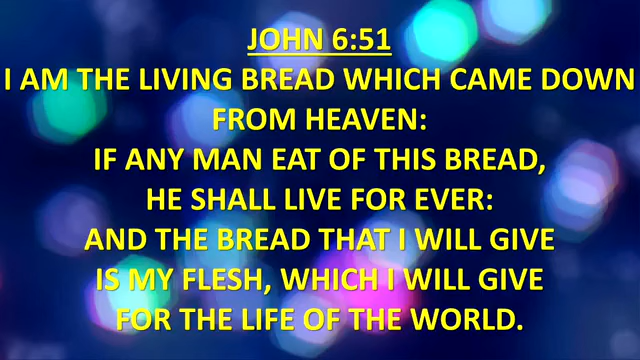 JOHN 6:51
I AM THE LIVING BREAD WHICH CAME DOWN
FROM HEAVEN:
IF ANY MAN EAT OF THIS BREAD,
HE SHALL LIVE FOR EVER:
AND THE BREAD THAT I WILL GIVE
IS MY FLESH, WHICH I WILL GIVE
FOR THE LIFE OF THE WORLD.